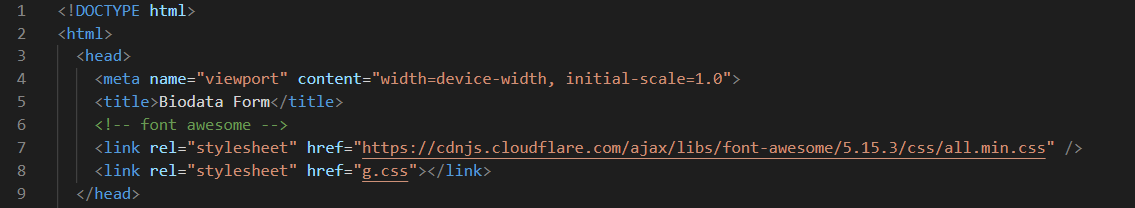 1 <!DOCTYPE html>
2 <html>
3 <head>
4 <meta name="viewport" content="width=device-width, initial-scale=1.0">
5 <title>Biodata Form</title>
6 <!-- font awesome -->
7 <link rel="stylesheet" href="https://cdnjs.cloudflare.com/ajax/libs/font-awesome/5.15.3/css/all.min.css" />
8 <link rel="stylesheet" href="g.css"></link>
9 </head>